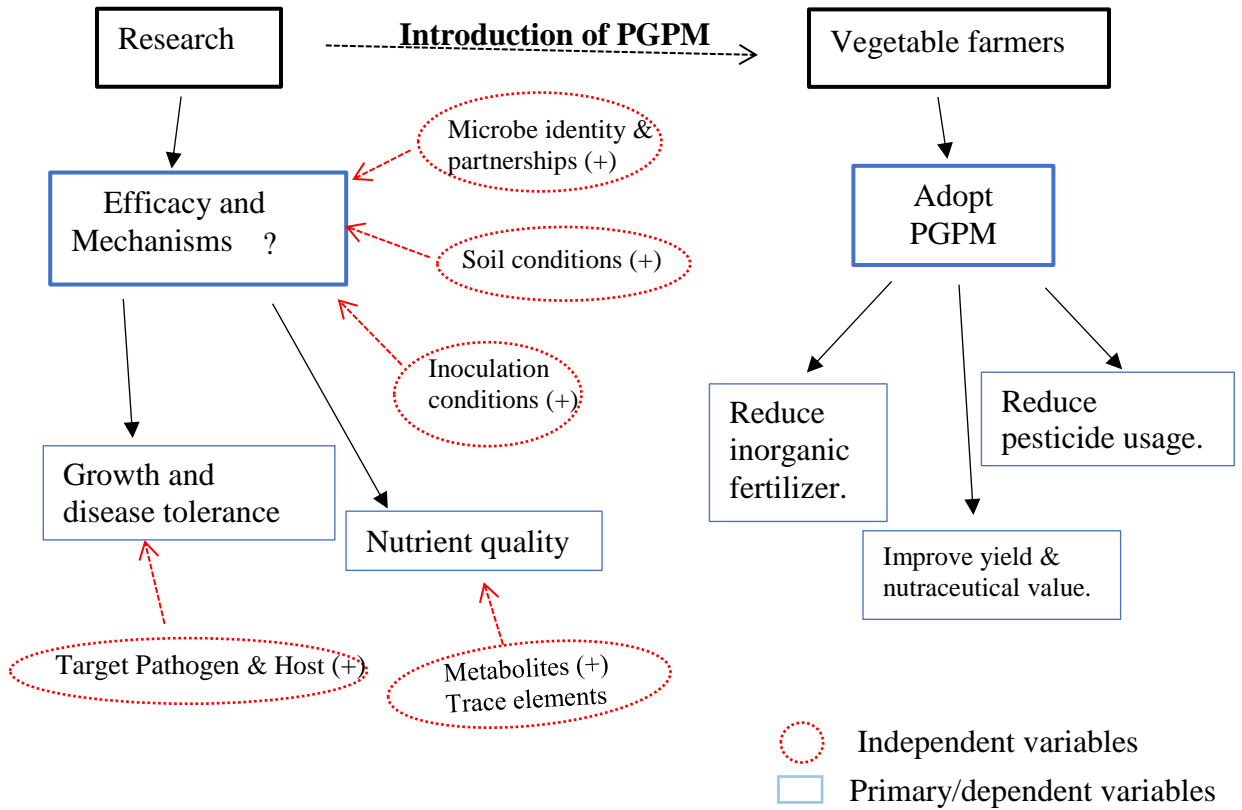 Research
Introduction of PGPM
Vegetable farmers
Microbe identity &
partnerships (+)
Efficacy and
Mechanisms ?
Adopt
PGPM
Soil conditions (+)
Inoculation
conditions (+)
Reduce
inorganic
fertilizer.
Reduce
pesticide usage.
Growth and
disease tolerance
Nutrient quality
Improve yield &
nutraceutical value.
Target Pathogen & Host (+)
Metabolites (+)
Trace elements
Independent variables
Primary/dependent variables